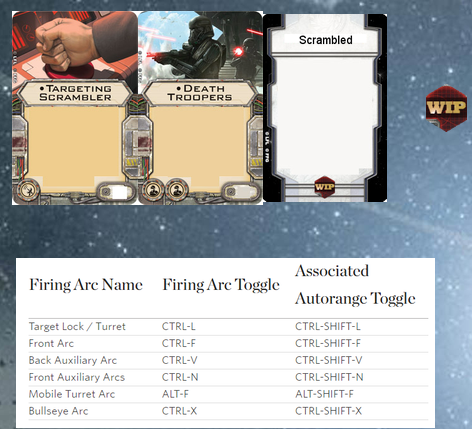 •TARGETING
SCRAMBLER
•DEATH
TROOPERS
Scrambled
WIP
WIP
Firing Arc Name Firing Arc Toggle Associated
Autorange Toggle
Target Lock / Turret CTRL-L CTRL-SHIFT-L
Front Arc CTRL-F CTRL-SHIFT-F
Back Auxiliary Arc CTRL-V CTRL-SHIFT-V
Front Auxiliary Arcs CTRL-N CTRL-SHIFT-N
Mobile Turret Arc ALT-F ALT-SHIFT-F
Bullseye Arc CTRL-X CTRL-SHIFT-X